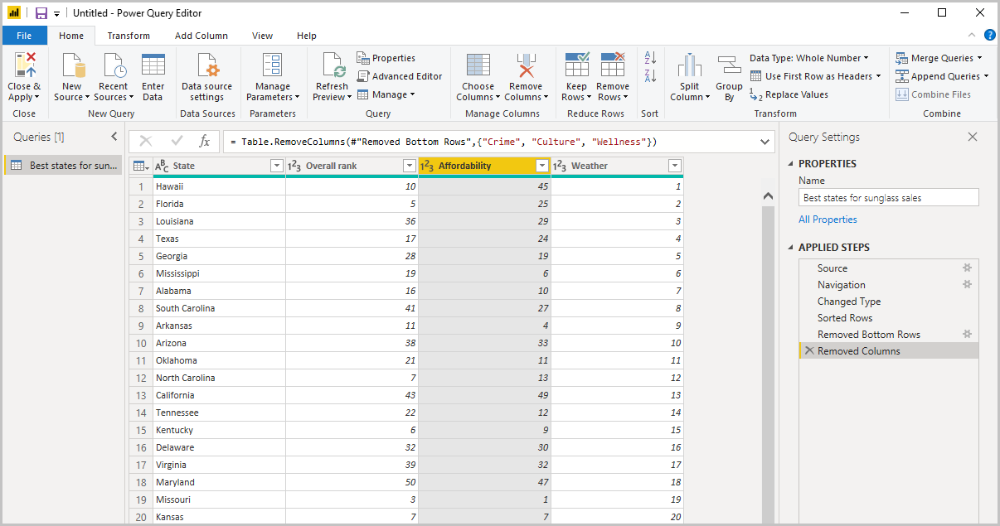 Untitled - Power Query Editor
File Home Transform Add Column View Help
Close & Apply
New Source
Recent Sources
Enter Data
Data source settings
Manage Parameters
Refresh Preview
Properties
Advanced Editor
Manage
Choose Columns
Remove Columns
Keep Rows
Remove Rows
A Z
Z A
Split Column
Group By
Data Type: Whole Number
Use First Row as Headers
1 2 Replace Values
Merge Queries
Append Queries
Combine Files
Close New Query Data Sources Parameters Query Manage Columns Reduce Rows Sort Transform Combine
Queries [1]
Best states for sun...
fx = Table.RemoveColumns(#"Removed Bottom Rows",{"Crime", "Culture", "Wellness"})
ABC State 123 Overall rank 123 Affordability 123 Weather
1 Hawaii 10 45 1
2 Florida 5 25 2
3 Louisiana 36 29 3
4 Texas 17 24 4
5 Georgia 28 19 5
6 Mississippi 19 6 6
7 Alabama 16 10 7
8 South Carolina 41 27 8
9 Arkansas 11 4 9
10 Arizona 38 33 10
11 Oklahoma 21 11 11
12 North Carolina 7 13 12
13 California 43 49 13
14 Tennessee 22 12 14
15 Kentucky 6 9 15
16 Delaware 32 30 16
17 Virginia 39 32 17
18 Maryland 50 47 18
19 Missouri 3 1 19
20 Kansas 7 7 20
Query Settings
PROPERTIES
Name
Best states for sunglass sales
All Properties
APPLIED STEPS
Source
Navigation
Changed Type
Sorted Rows
Removed Bottom Rows
Removed Columns